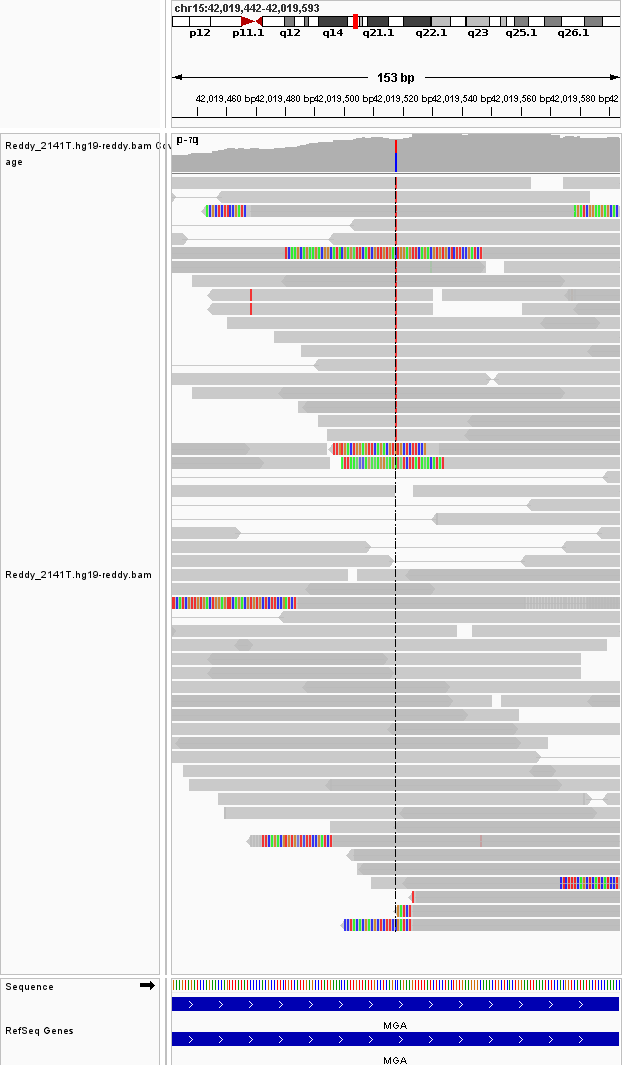 chr15:42,019,442-42,019,593
p12 p11.1 q12 q14 q21.1 q22.1 q23 q25.1 q26.1
153 bp
42,019,460 bp 42,019,480 bp 42,019,500 bp 42,019,520 bp 42,019,540 bp 42,019,560 bp 42,019,580 bp 42
Reddy_2141T.hg19-reddy.bam Cov
age
[0 - 70]
Reddy_2141T.hg19-reddy.bam
Sequence
MGA
RefSeq Genes
MGA